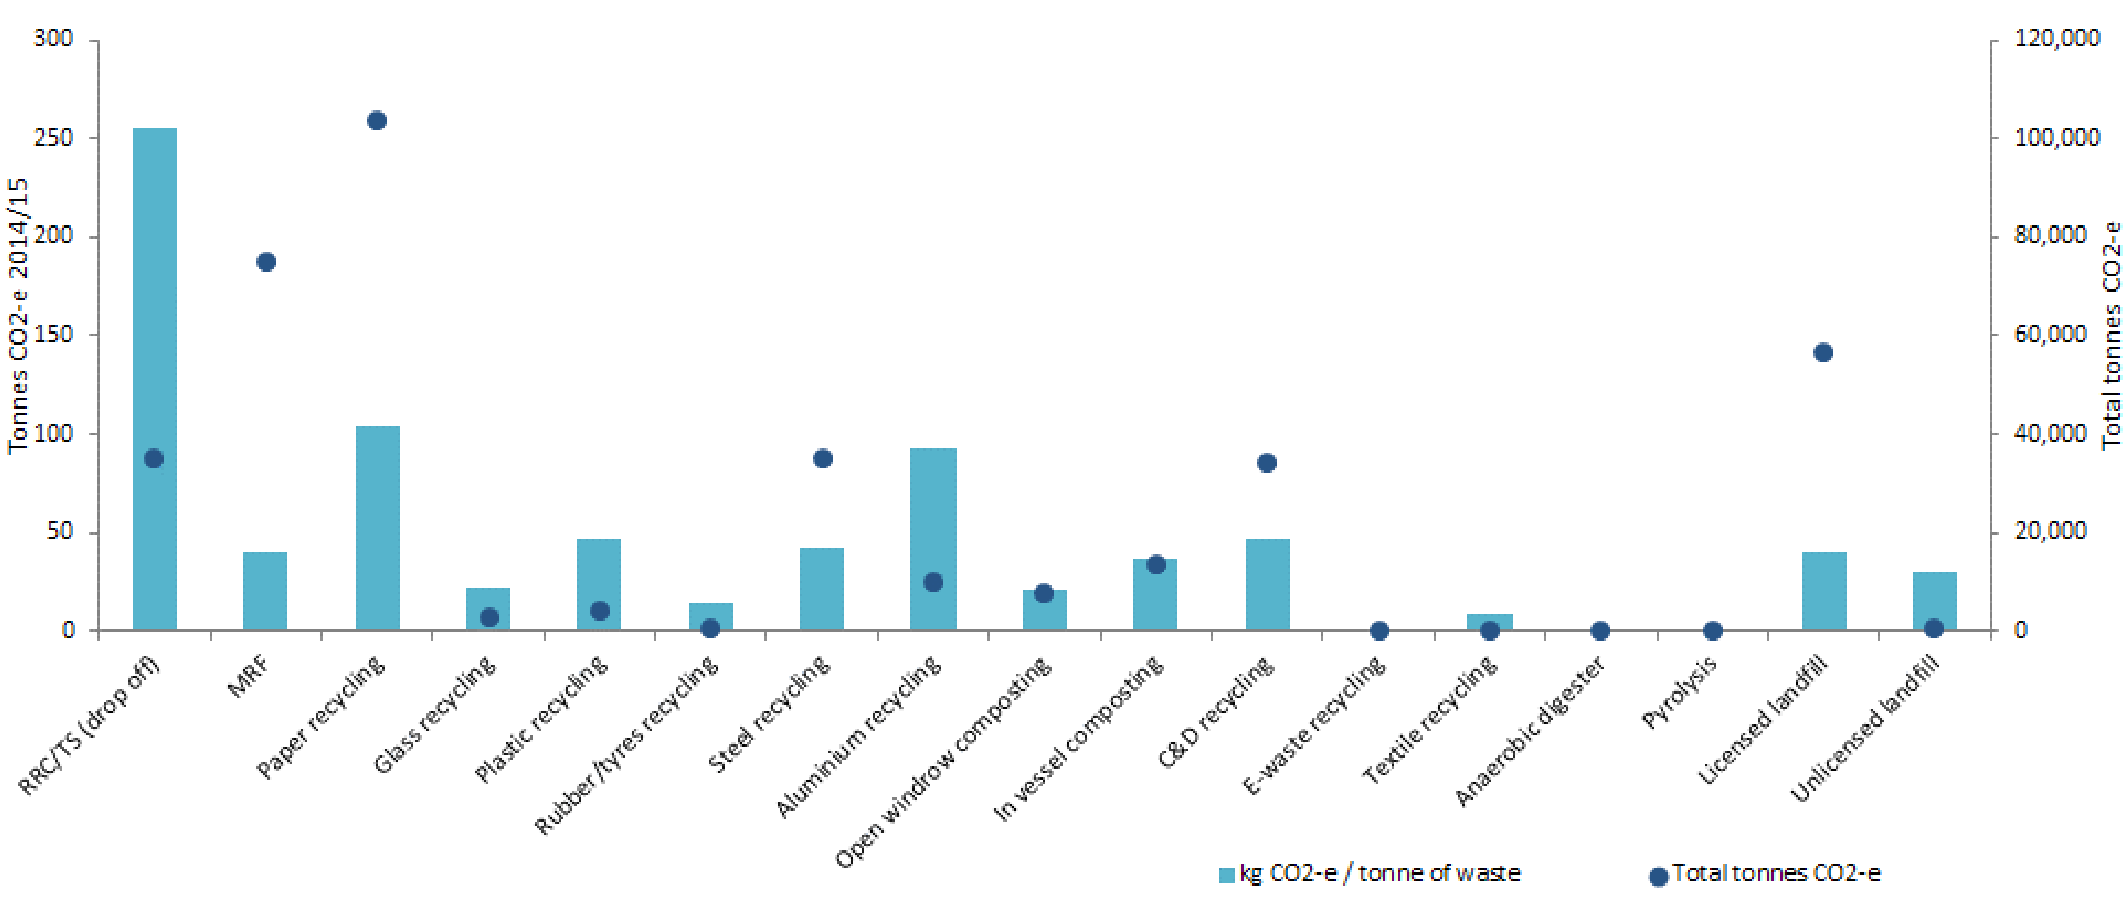 300
250
200
150
100
50
0
Tonnes CO2-e 2014/15
120,000
100,000
80,000
60,000
40,000
20,000
0
Total tonnes CO2-e
RRC/TS (drop off)
MRF
Paper recycling
Glass recycling
Plastic recycling
Rubber/tyres recycling
Steel recycling
Aluminium recycling
Open windrow composting
In vessel composting
C&D recycling
E-waste recycling
Textile recycling
Anaerobic digester
Pyrolysis
Licensed landfill
Unlicensed landfill
kg CO2-e / tonne of waste
Total tonnes CO2-e